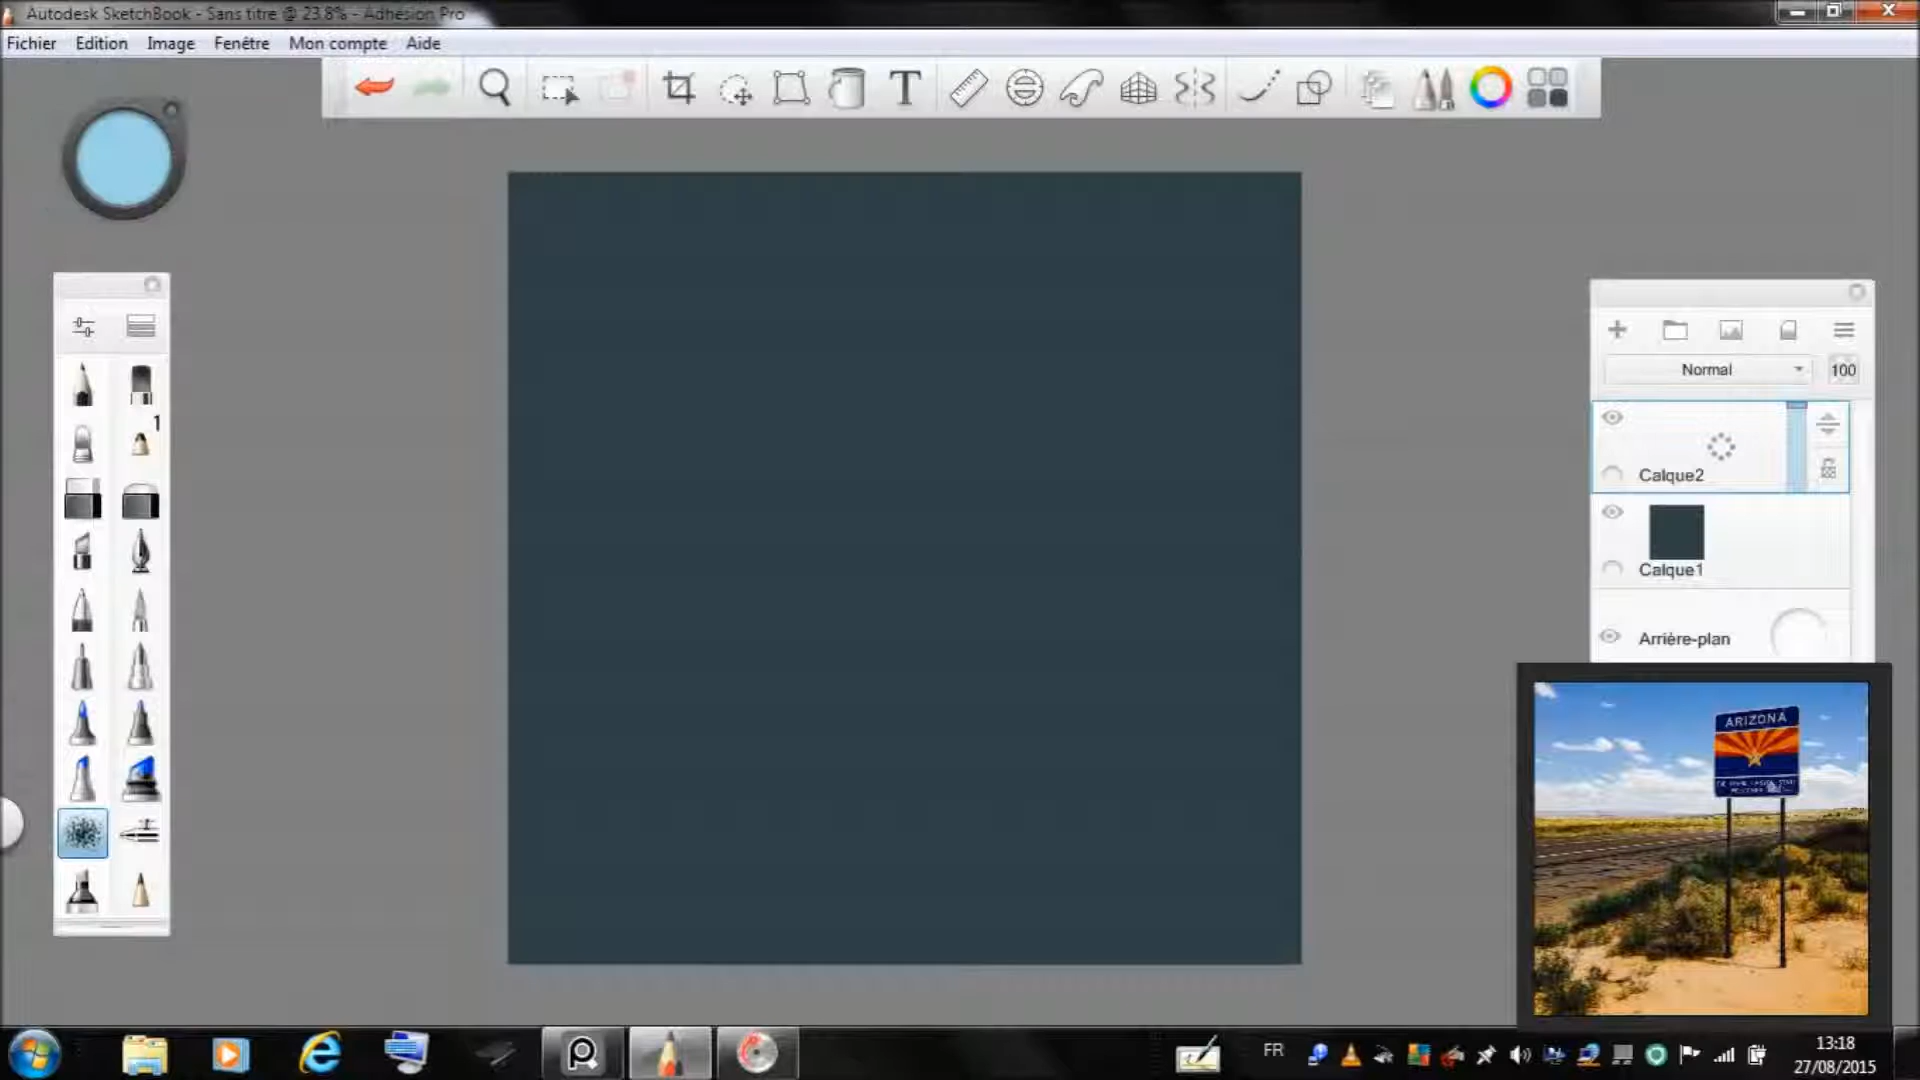 Autodesk SketchBook - Sans titre @ 23.8% - Adhésion Pro
Fichier Edition Image Fenêtre Mon compte Aide
T
Normal 100
1
Calque2
Calque1
Arrière-plan
ARIZONA
FR
13:18
27/08/2015